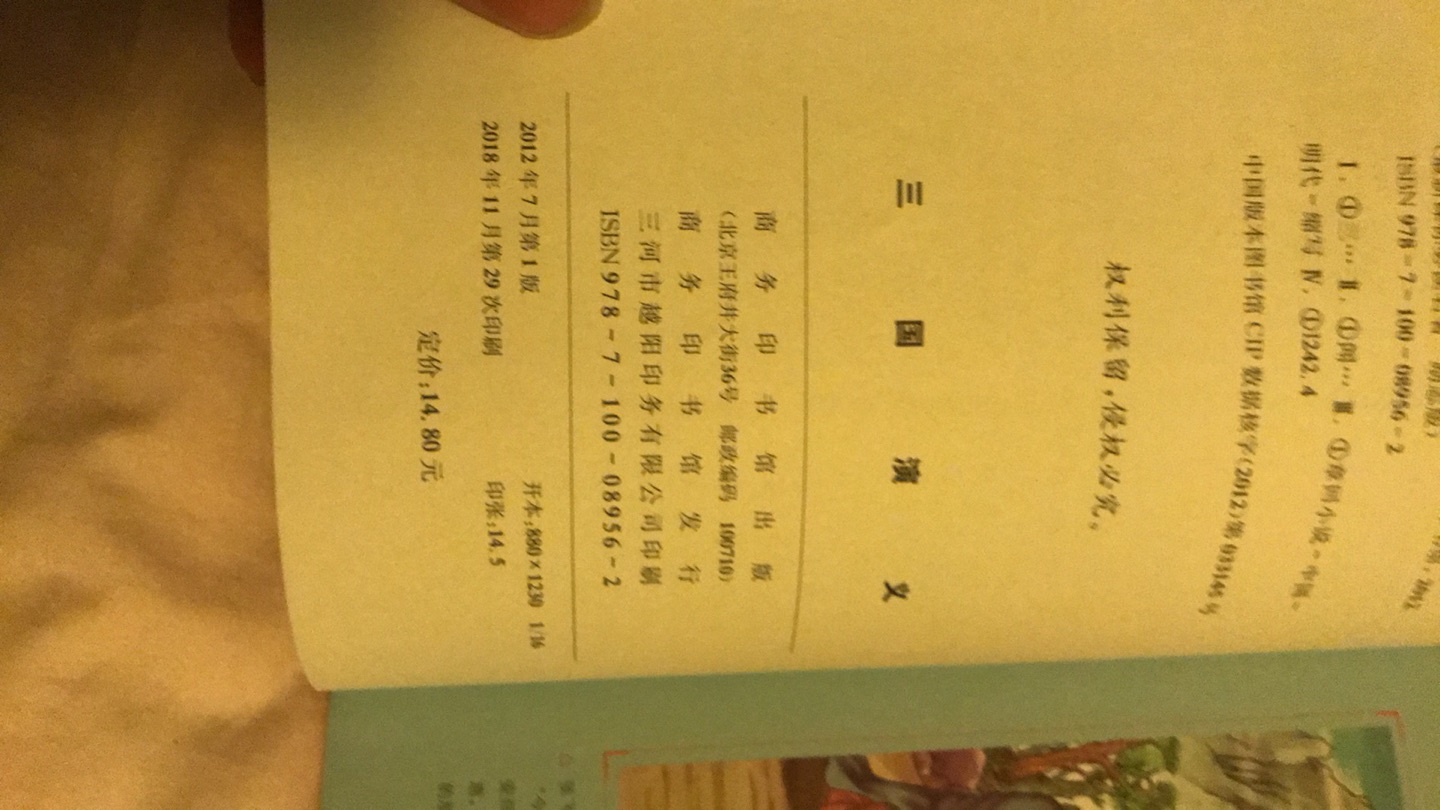 ISBN 978-7-100-08956-2
Ⅰ.①三… Ⅱ.①闻… Ⅲ.①章回小说-中国-
明代-缩写 Ⅳ.①I242.4
中国版本图书馆CIP数据核字(2012)第033145号
权利保留,侵权必究。
三国演义
商务印书馆出版
(北京王府井大街36号 邮政编码 100710)
商务印书馆发行
三河市越阳印务有限公司印刷
ISBN 978-7-100-08956-2
2012年7月第1版 开本:880×1230 1/16
2018年11月第29次印刷 印张:14.5
定价:14.80元